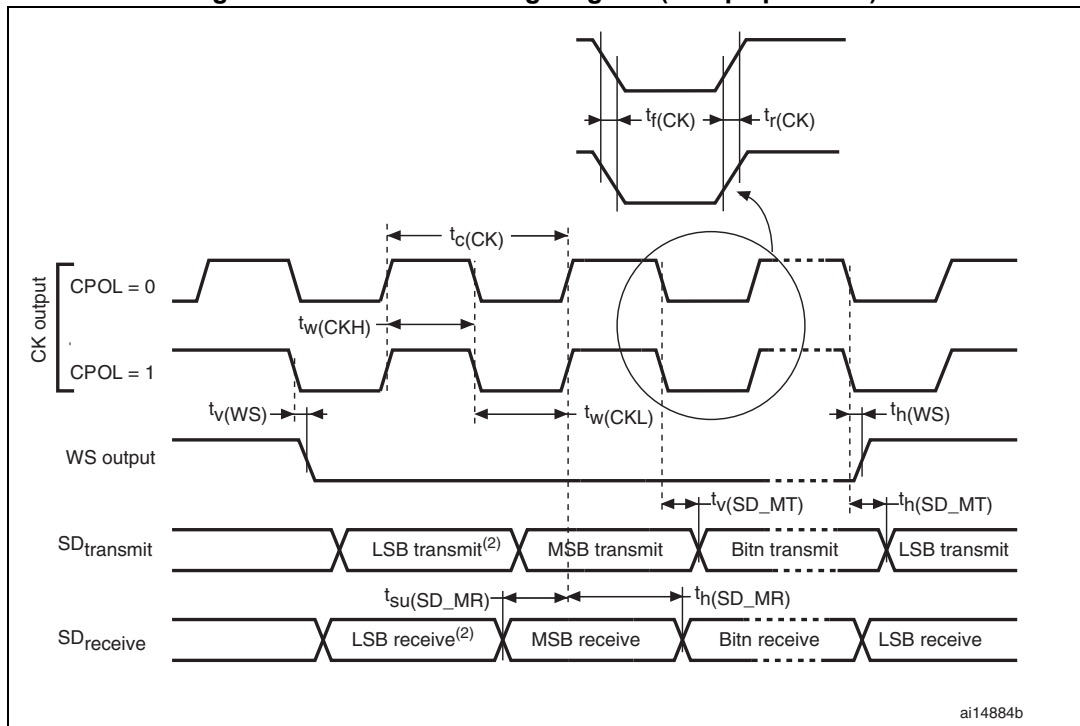 tf(CK)
tr(CK)
tc(CK)
CK output
CPOL = 0
tw(CKH)
CPOL = 1
tv(WS)
tw(CKL)
th(WS)
WS output
tv(SD_MT)
th(SD_MT)
SDtransmit
LSB transmit(2)
MSB transmit
Bitn transmit
LSB transmit
tsu(SD_MR)
th(SD_MR)
SDreceive
LSB receive(2)
MSB receive
Bitn receive
LSB receive
ai14884b